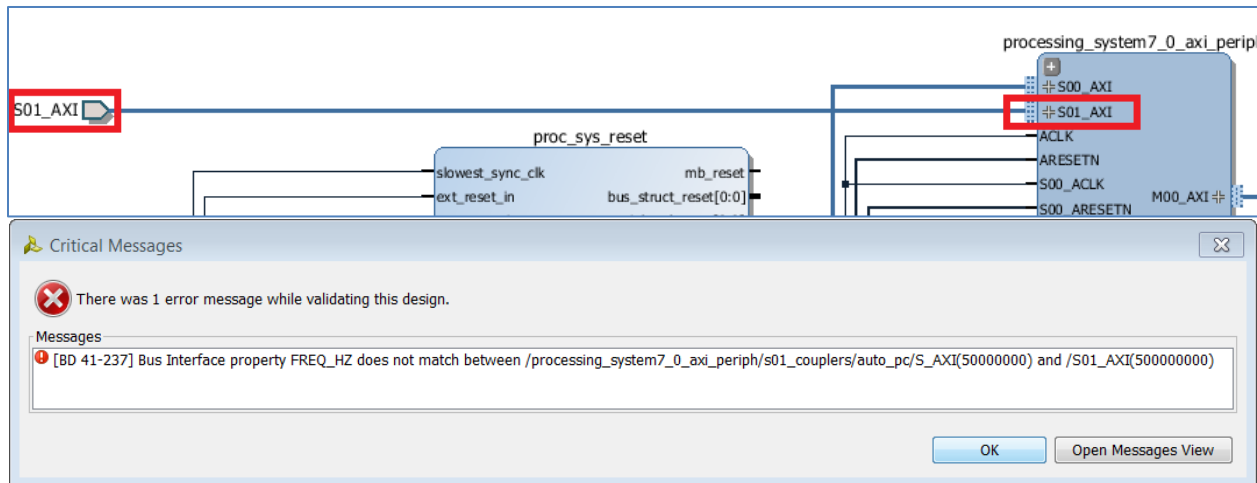 processing_system7_0_axi_periph
S00_AXI
S01_AXI
S01_AXI
proc_sys_reset
ACLK
slowest_sync_clk mb_reset
ARESETN
ext_reset_in bus_struct_reset[0:0]
S00_ACLK
M00_AXI
S00_ARESETN
Critical Messages
There was 1 error message while validating this design.
Messages
[BD 41-237] Bus Interface property FREQ_HZ does not match between /processing_system7_0_axi_periph/s01_couplers/auto_pc/S_AXI(50000000) and /S01_AXI(500000000)
OK Open Messages View